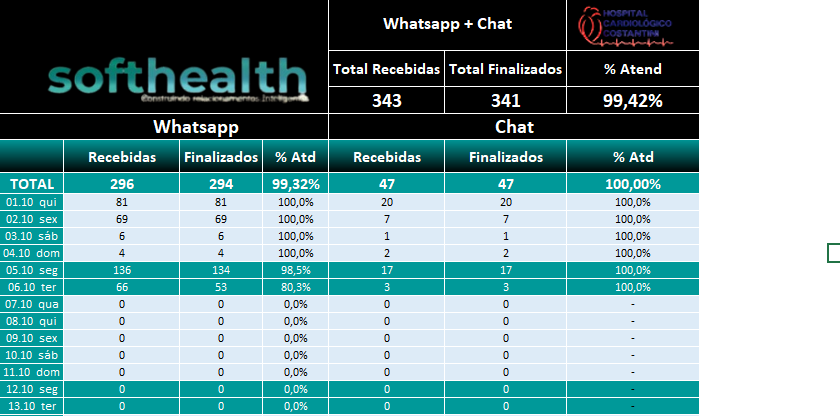 Whatsapp + Chat
HOSPITAL
CARDIOLÓGICO
COSTANTINI
softhealth
Construindo relacionamentos Inteligentes
Total Recebidas Total Finalizados % Atend
343 341 99,42%
Whatsapp Chat
Recebidas Finalizados % Atd Recebidas Finalizados % Atd
TOTAL 296 294 99,32% 47 47 100,00%
01.10 qui 81 81 100,0% 20 20 100,0%
02.10 sex 69 69 100,0% 7 7 100,0%
03.10 sáb 6 6 100,0% 1 1 100,0%
04.10 dom 4 4 100,0% 2 2 100,0%
05.10 seg 136 134 98,5% 17 17 100,0%
06.10 ter 66 53 80,3% 3 3 100,0%
07.10 qua 0 0 0,0% 0 0 -
08.10 qui 0 0 0,0% 0 0 -
09.10 sex 0 0 0,0% 0 0 -
10.10 sáb 0 0 0,0% 0 0 -
11.10 dom 0 0 0,0% 0 0 -
12.10 seg 0 0 0,0% 0 0 -
13.10 ter 0 0 0,0% 0 0 -